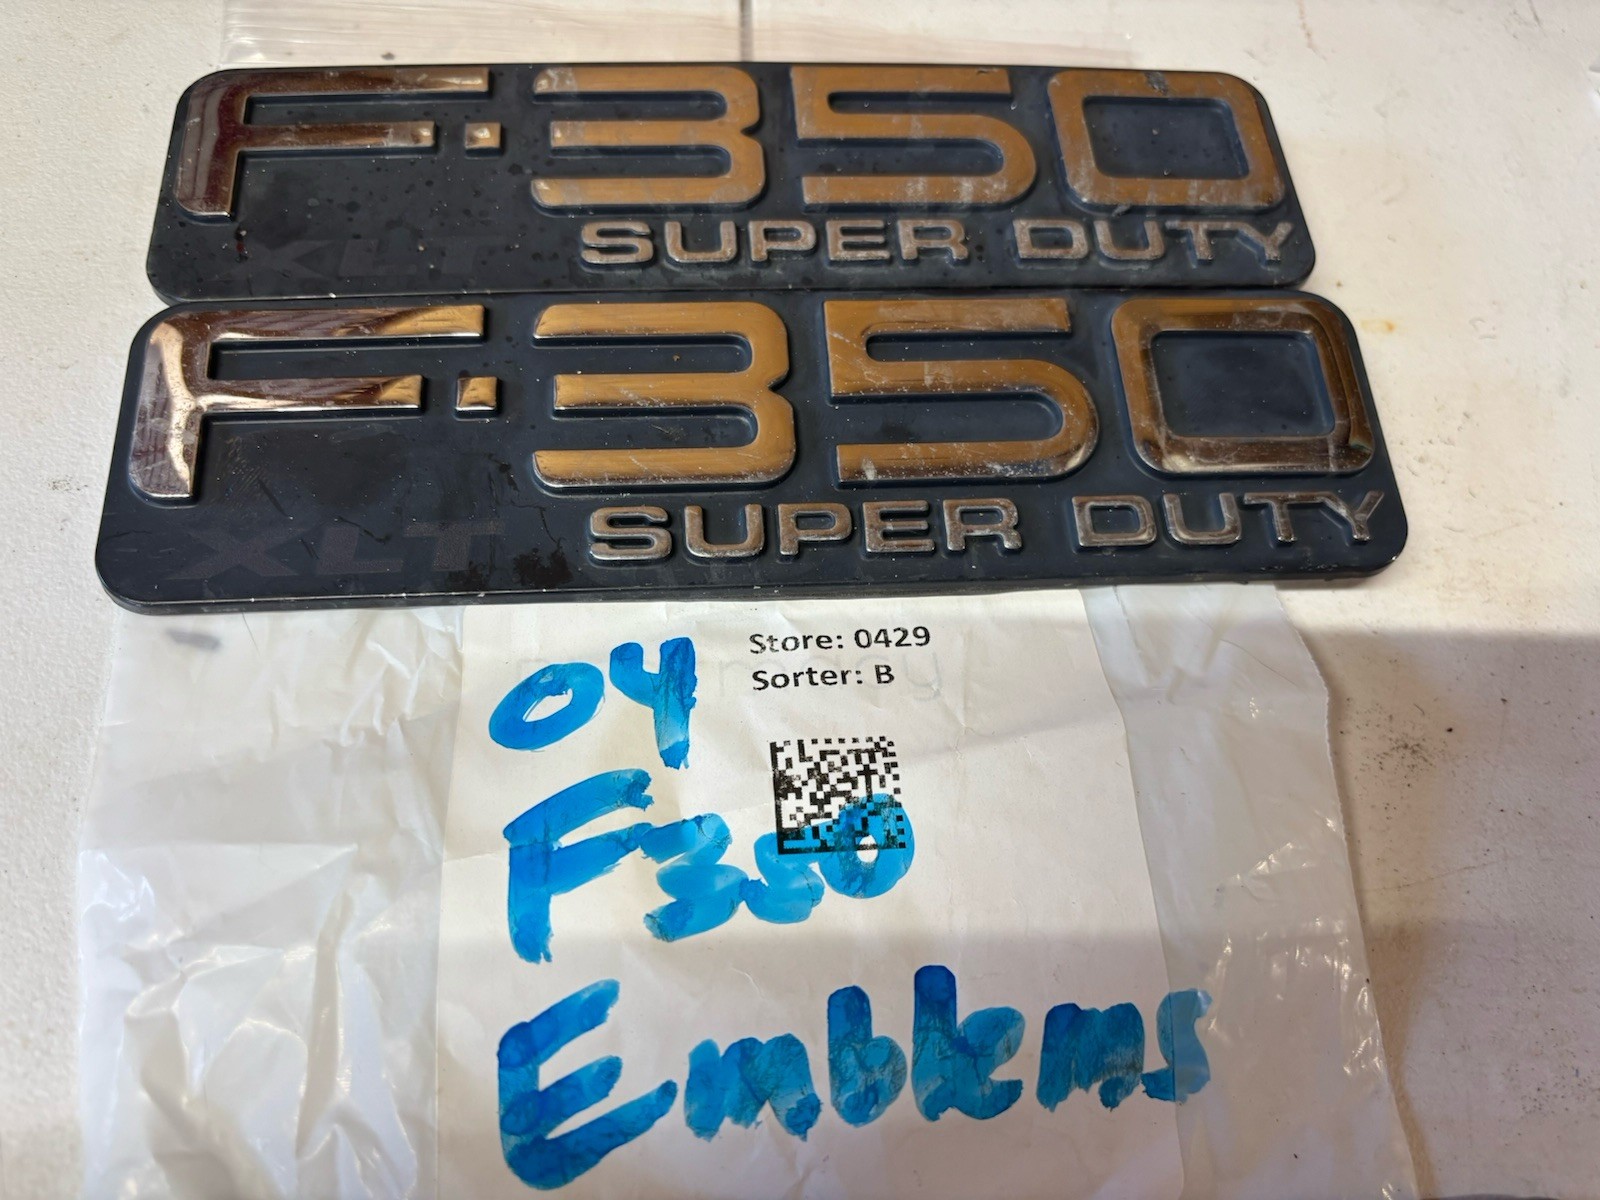 F-350
SUPER DUTY
XLT
F-350
SUPER DUTY
XLT
Store: 0429
Sorter: B
04
F350
Emblems